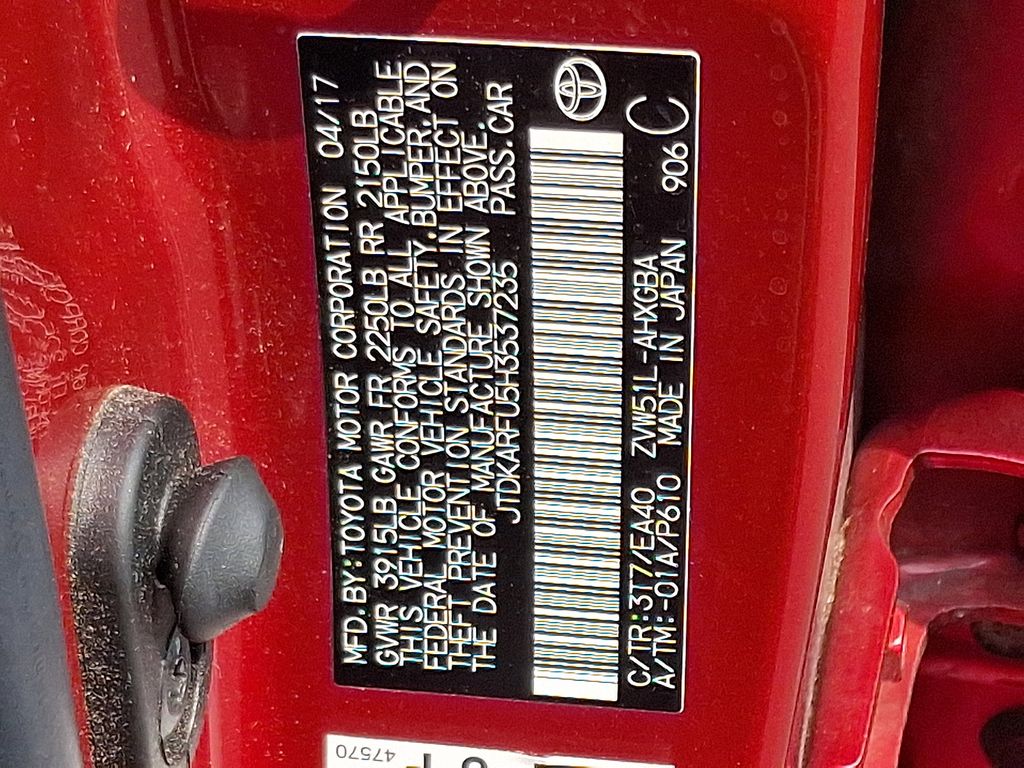 MFD.BY:TOYOTA MOTOR CORPORATION 04/17
GVWR 3915LB GAWR FR 2250LB RR 2150LB
THIS VEHICLE CONFORMS TO ALL APPLICABLE
FEDERAL MOTOR VEHICLE SAFETY,BUMPER,AND
THEFT PREVENTION STANDARDS IN EFFECT ON
THE DATE OF MANUFACTURE SHOWN ABOVE.
JTDKARFU5H3537235 PASS.CAR
C/TR:3T7/EA40 ZVW51L-AHXGBA
A/TM:-01A/P610 MADE IN JAPAN 906 C
47570